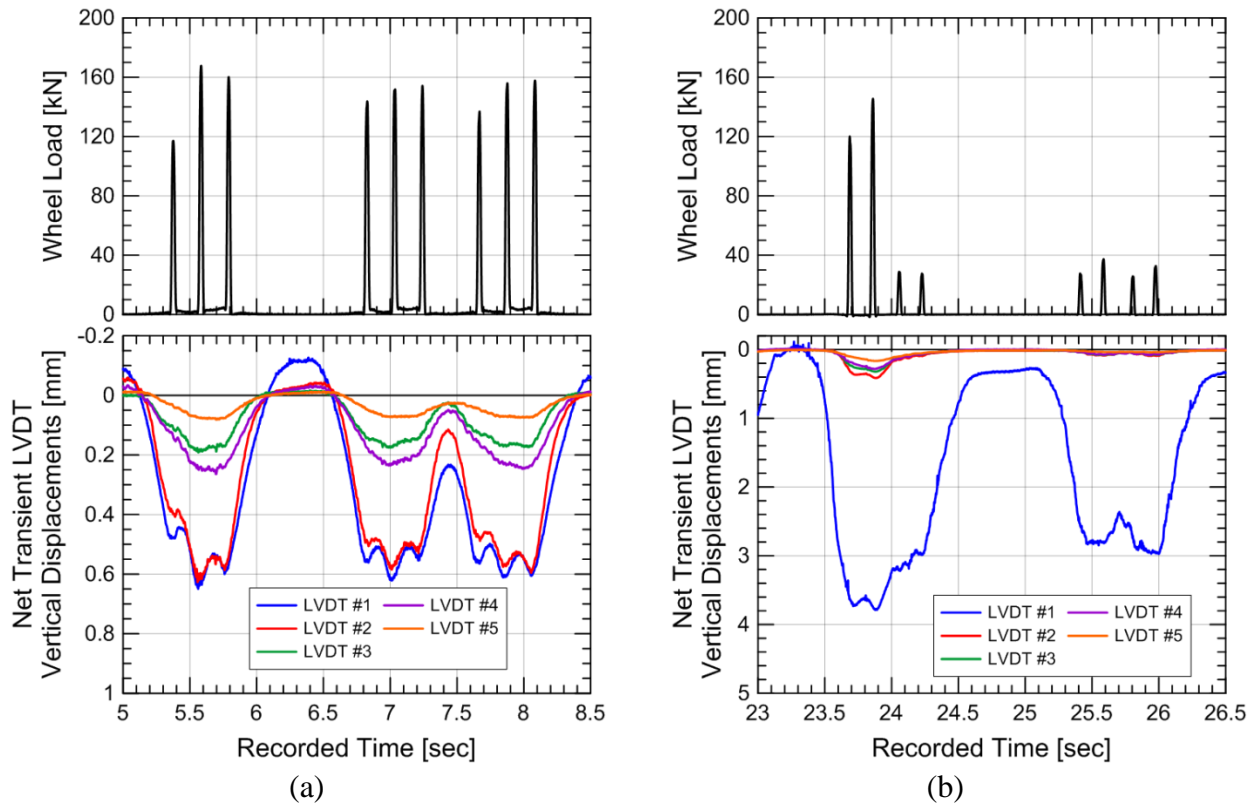 200
160
120
80
40
0
Wheel Load [kN]
-0.2
0
0.2
0.4
0.6
0.8
1
Net Transient LVDT
Vertical Displacements [mm]
LVDT #1
LVDT #2
LVDT #3
LVDT #4
LVDT #5
5 5.5 6 6.5 7 7.5 8 8.5
Recorded Time [sec]
(a)
200
160
120
80
40
0
Wheel Load [kN]
0
1
2
3
4
5
Net Transient LVDT
Vertical Displacements [mm]
LVDT #1
LVDT #2
LVDT #3
LVDT #4
LVDT #5
23 23.5 24 24.5 25 25.5 26 26.5
Recorded Time [sec]
(b)